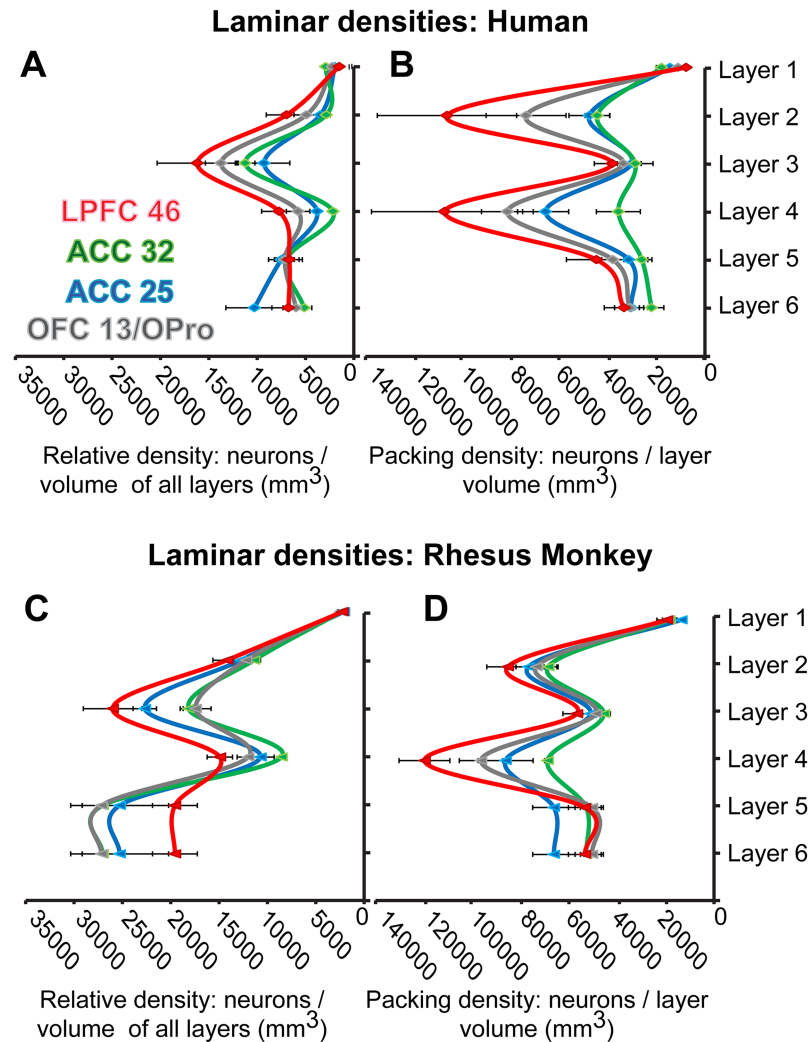 Laminar densities: Human
A
B
Layer 1
Layer 2
Layer 3
Layer 4
Layer 5
Layer 6
LPFC 46
ACC 32
ACC 25
OFC 13/OPro
35000 30000 25000 20000 15000 10000 5000 0
140000 120000 100000 80000 60000 40000 20000 0
Relative density: neurons /
volume of all layers (mm³)
Packing density: neurons / layer
volume (mm³)
Laminar densities: Rhesus Monkey
C
D
Layer 1
Layer 2
Layer 3
Layer 4
Layer 5
Layer 6
35000 30000 25000 20000 15000 10000 5000 0
140000 120000 100000 80000 60000 40000 20000 0
Relative density: neurons /
volume of all layers (mm³)
Packing density: neurons / layer
volume (mm³)